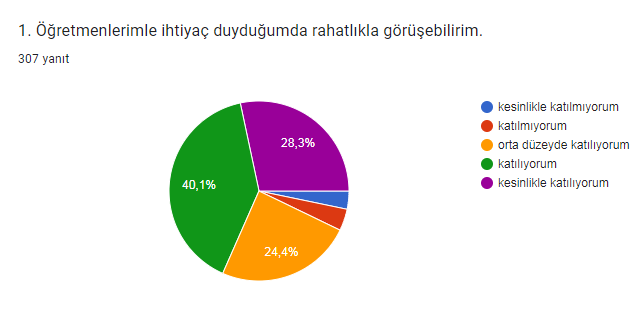 1. Öğretmenlerimle ihtiyaç duyduğumda rahatlıkla görüşebilirim.
307 yanıt
kesinlikle katılmıyorum
katılmıyorum
orta düzeyde katılıyorum
katılıyorum
kesinlikle katılıyorum
28,3%
40,1%
24,4%